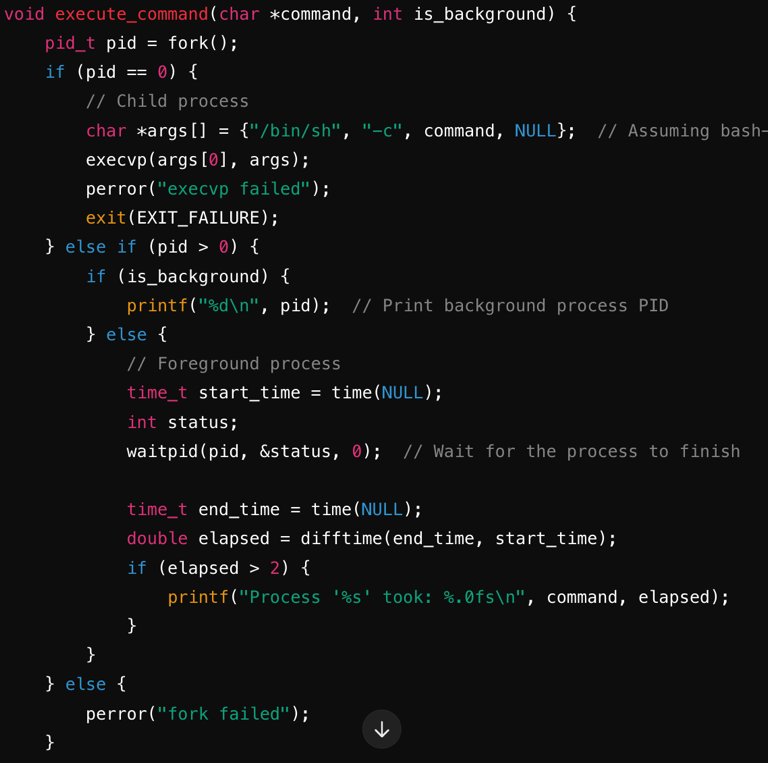 void execute_command(char *command, int is_background) {
    pid_t pid = fork();
    if (pid == 0) {
        // Child process
        char *args[] = {"/bin/sh", "-c", command, NULL};  // Assuming bash-
        execvp(args[0], args);
        perror("execvp failed");
        exit(EXIT_FAILURE);
    } else if (pid > 0) {
        if (is_background) {
            printf("%d\n", pid);  // Print background process PID
        } else {
            // Foreground process
            time_t start_time = time(NULL);
            int status;
            waitpid(pid, &status, 0);  // Wait for the process to finish

            time_t end_time = time(NULL);
            double elapsed = difftime(end_time, start_time);
            if (elapsed > 2) {
                printf("Process '%s' took: %.0fs\n", command, elapsed);
            }
        }
    } else {
        perror("fork failed");
    }